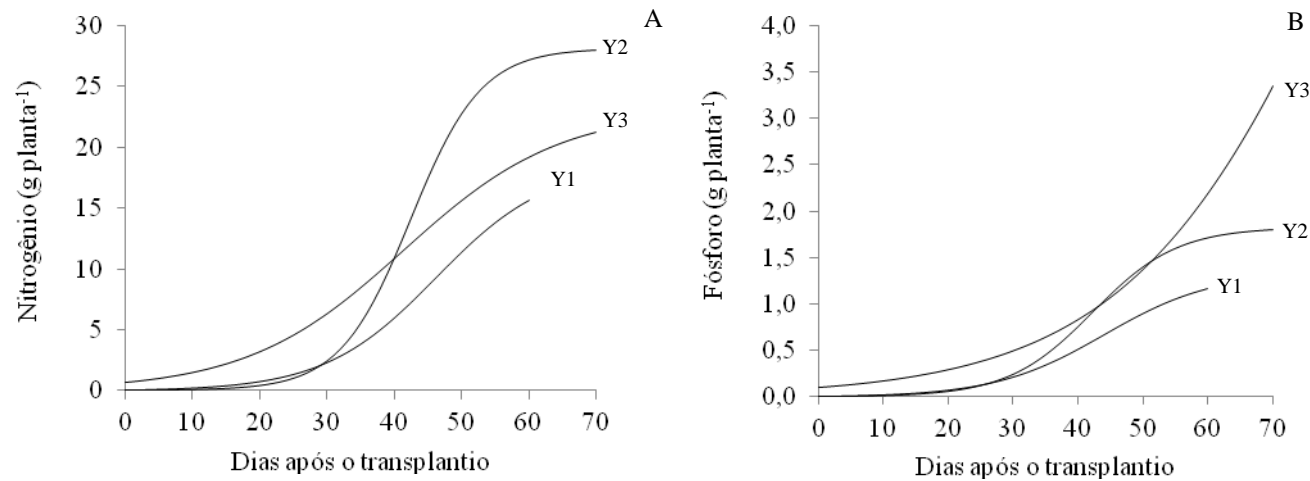 A
Nitrogênio (g planta-1)
30
25
20
15
10
5
0
Y2
Y3
Y1
0 10 20 30 40 50 60 70
Dias após o transplantio
B
Fósforo (g planta-1)
4,0
3,5
3,0
2,5
2,0
1,5
1,0
0,5
0,0
Y3
Y2
Y1
0 10 20 30 40 50 60 70
Dias após o transplantio